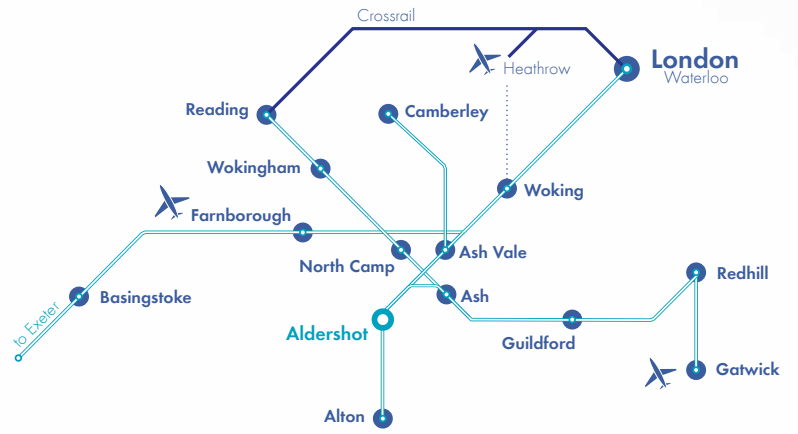 Crossrail
London
Waterloo
Heathrow
Reading
Camberley
Wokingham
Woking
Farnborough
Ash Vale
North Camp
Redhill
Basingstoke
Ash
to Exeter
Aldershot
Guildford
Gatwick
Alton